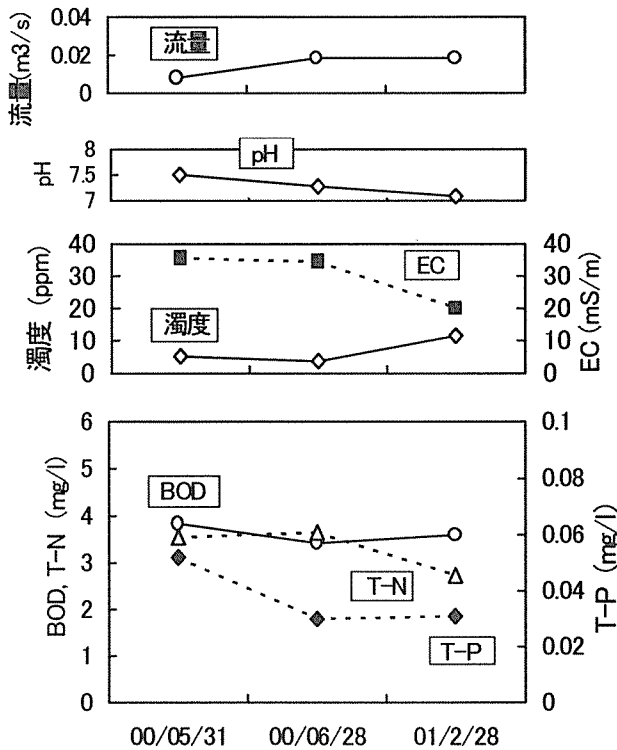 流量(m3/s)
0.04
0.02
0
流量
pH
8
7.5
7
pH
濁度 (ppm)
40
30
20
10
0
EC
濁度
40
30
20
10
0
EC (mS/m)
BOD, T-N (mg/l)
6
5
4
3
2
1
0
BOD
T-N
T-P
0.1
0.08
0.06
0.04
0.02
0
T-P (mg/l)
00/05/31 00/06/28 01/2/28